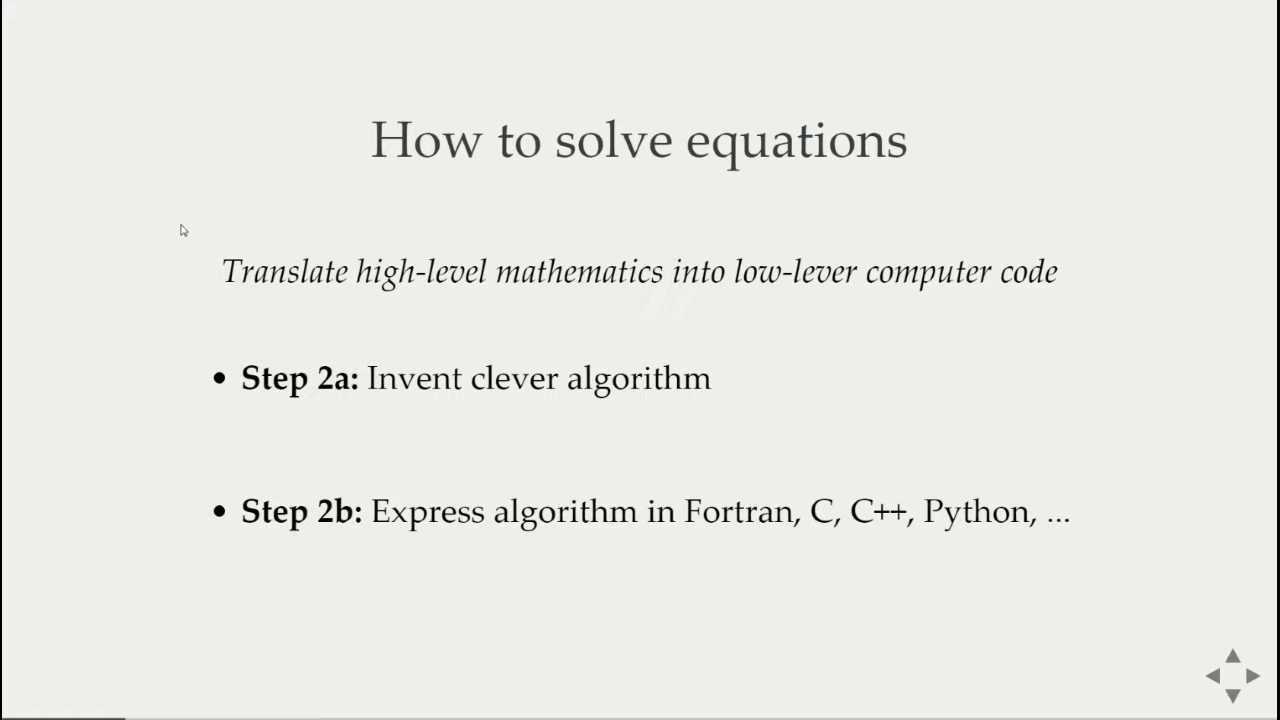 How to solve equations
Translate high-level mathematics into low-lever computer code
• Step 2a: Invent clever algorithm
• Step 2b: Express algorithm in Fortran, C, C++, Python, ...